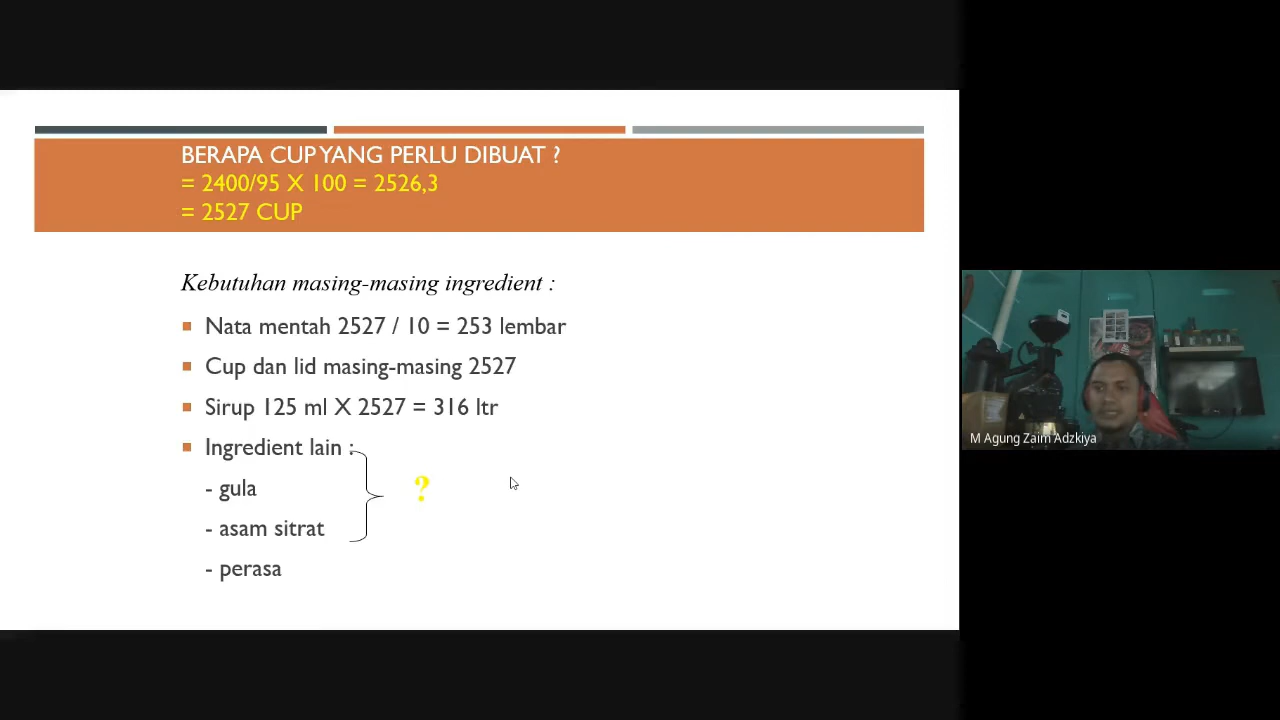 BERAPA CUP YANG PERLU DIBUAT ?
= 2400/95 X 100 = 2526,3
= 2527 CUP
Kebutuhan masing-masing ingredient :
Nata mentah 2527 / 10 = 253 lembar
Cup dan lid masing-masing 2527
Sirup 125 ml X 2527 = 316 ltr
Ingredient lain :
- gula
?
- asam sitrat
- perasa
M Agung Zaim Adzkiya